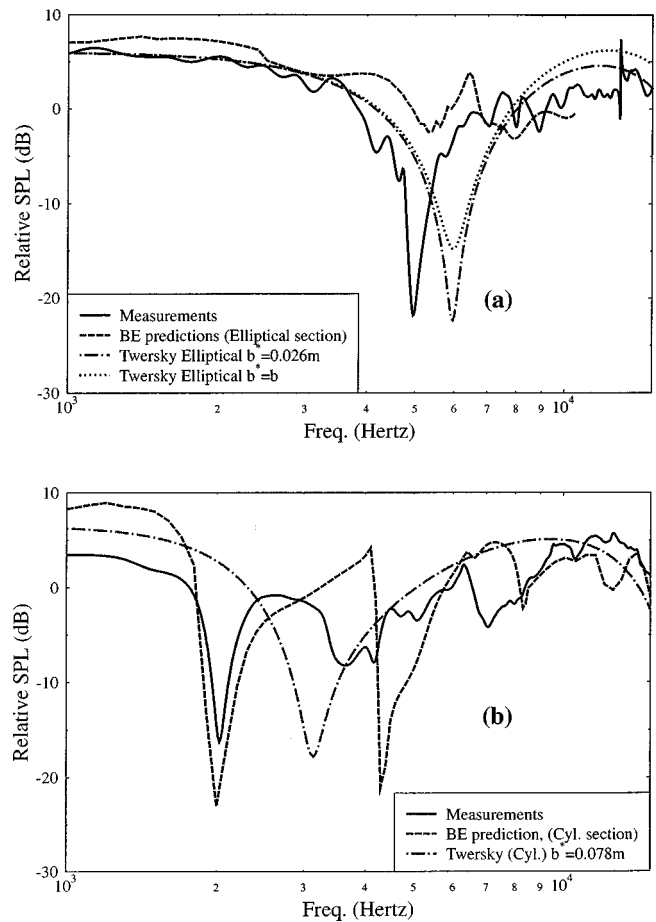 10
0
-10
-20
-30
Relative SPL (dB)
(a)
Measurements
BE predictions (Elliptical section)
Twersky Elliptical b*=0.026m
Twersky Elliptical b*=b
10³ 2 3 4 5 6 7 8 9 10⁴
Freq. (Hertz)
10
0
-10
-20
-30
Relative SPL (dB)
(b)
Measurements
BE prediction, (Cyl. section)
Twersky (Cyl.) b*=0.078m
10³ 2 3 4 5 6 7 8 9 10⁴
Freq. (Hertz)